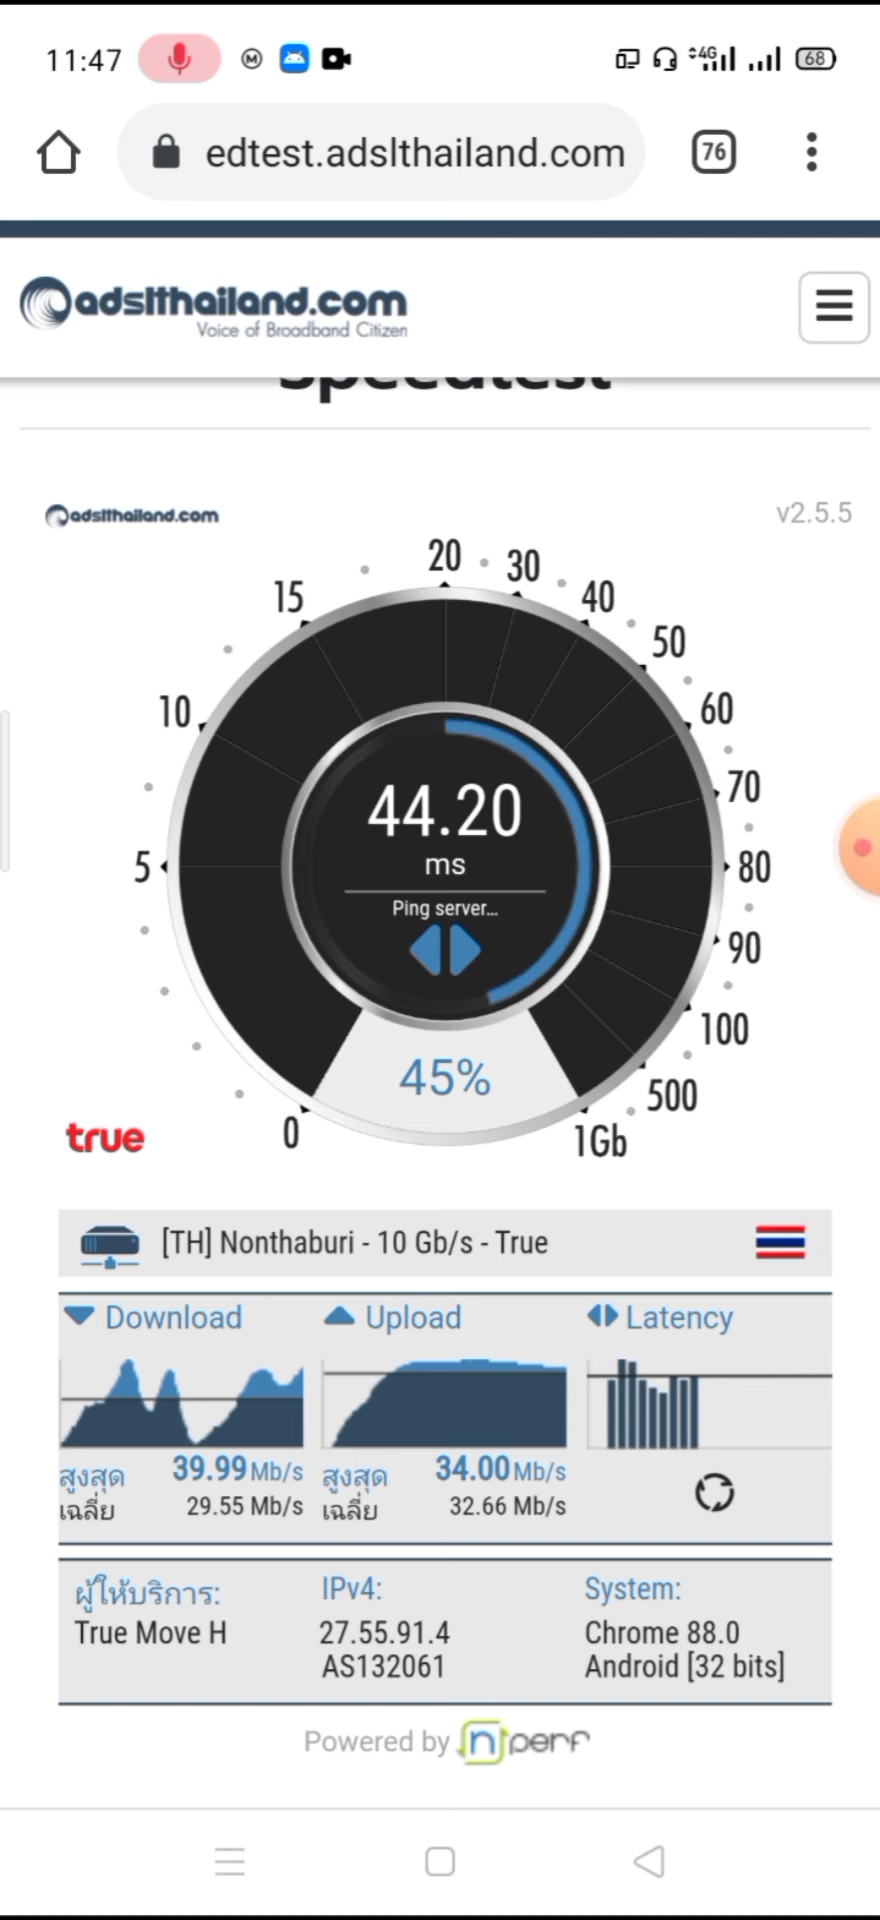 11:47
4G
68
edtest.adslthailand.com
76
adslthailand.com
Voice of Broadband Citizen
Speedtest
adslthailand.com
v2.5.5
20
30
15
40
50
10
60
70
5
80
90
100
500
0
1Gb
44.20
ms
Ping server...
45%
true
[TH] Nonthaburi - 10 Gb/s - True
Download
Upload
Latency
สูงสุด 39.99 Mb/s
เฉลี่ย 29.55 Mb/s
สูงสุด 34.00 Mb/s
เฉลี่ย 32.66 Mb/s
ผู้ให้บริการ:
True Move H
IPv4:
27.55.91.4
AS132061
System:
Chrome 88.0
Android [32 bits]
Powered by nperf